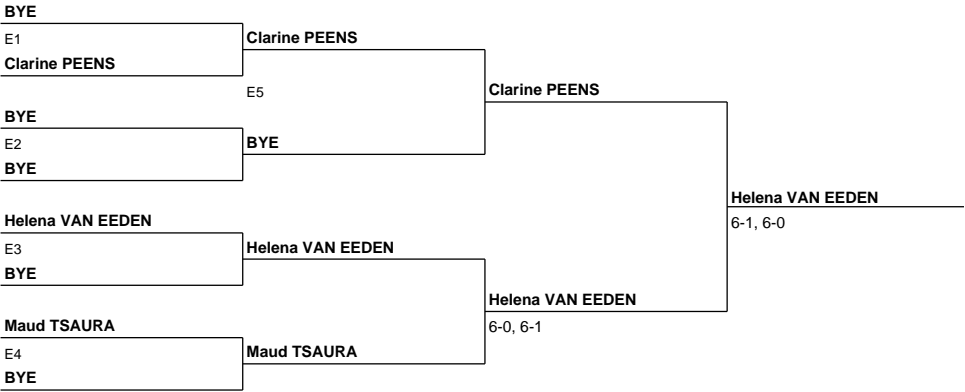 BYE
E1
Clarine PEENS
Clarine PEENS
E5
BYE
E2
BYE
BYE
Clarine PEENS
Helena VAN EEDEN
E3
BYE
Helena VAN EEDEN
Maud TSAURA
E4
BYE
Maud TSAURA
Helena VAN EEDEN
6-0, 6-1
Helena VAN EEDEN
6-1, 6-0